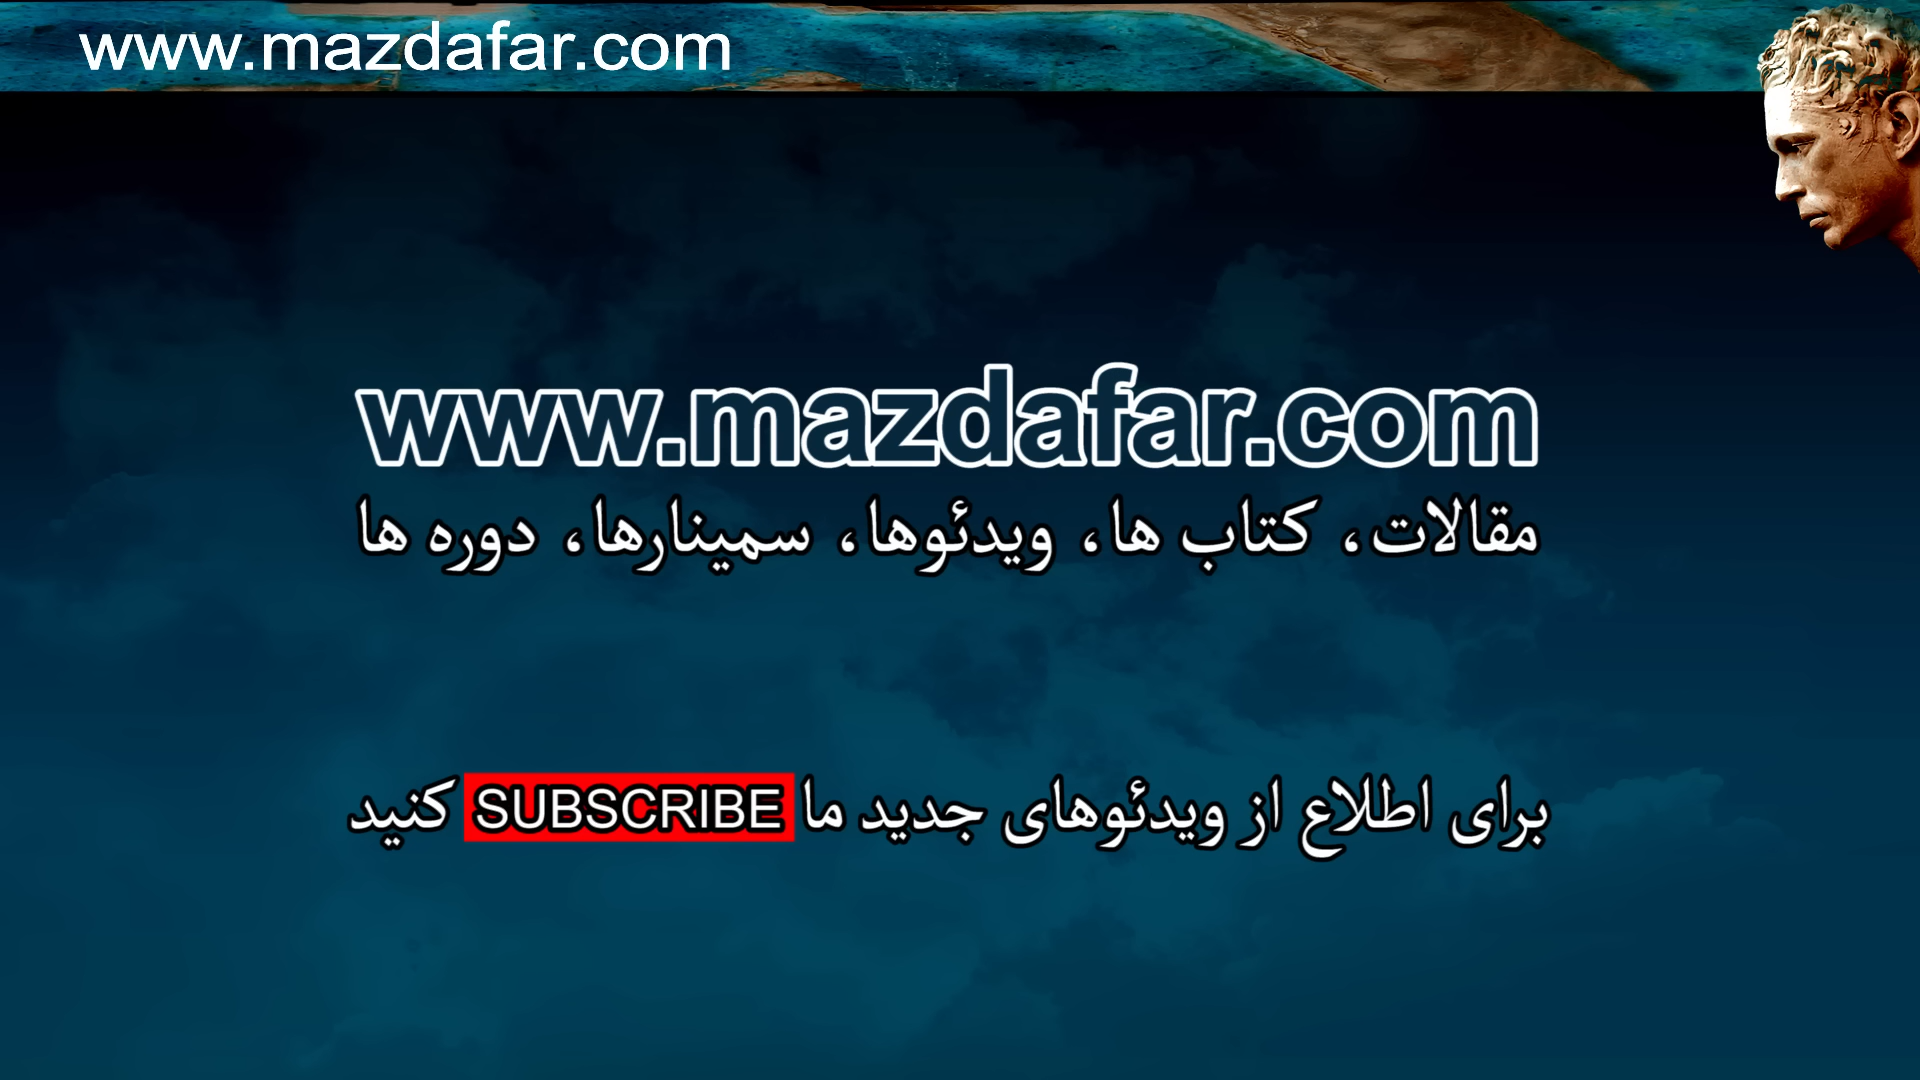 www.mazdafar.com
www.mazdafar.com
مقالات، کتاب ها، ویدئوها، سمینارها، دوره ها
برای اطلاع از ویدئوهای جدید ما SUBSCRIBE کنید